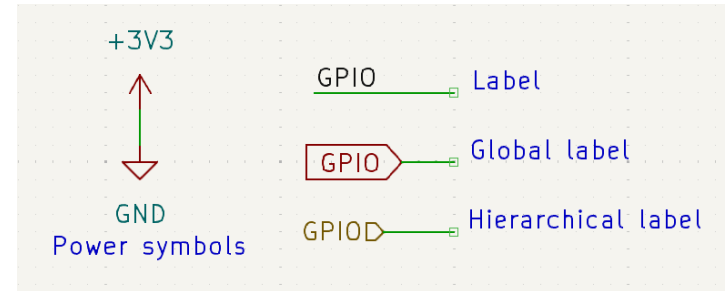 +3V3
GND
Power symbols
GPIO Label
GPIO Global label
GPIO Hierarchical label